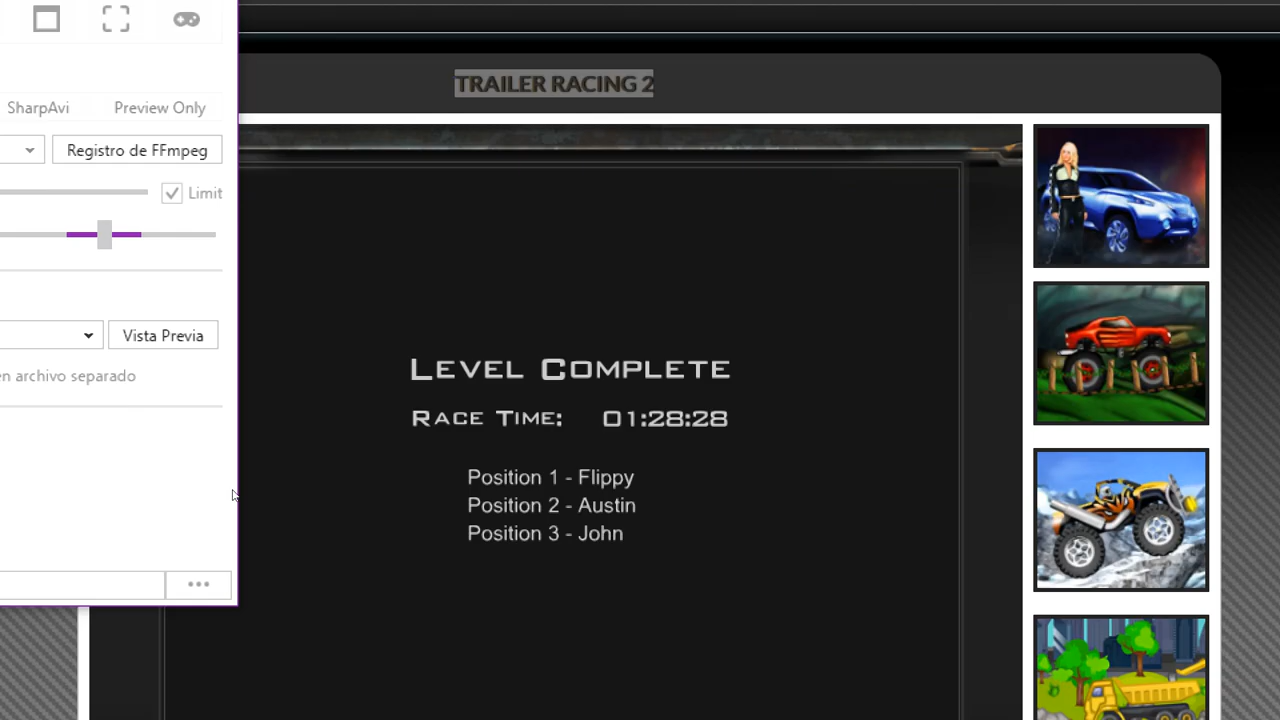 TRAILER RACING 2
SharpAvi
Preview Only
Registro de FFmpeg
Limit
Vista Previa
en archivo separado
LEVEL COMPLETE
RACE TIME: 01:28:28
Position 1 - Flippy
Position 2 - Austin
Position 3 - John